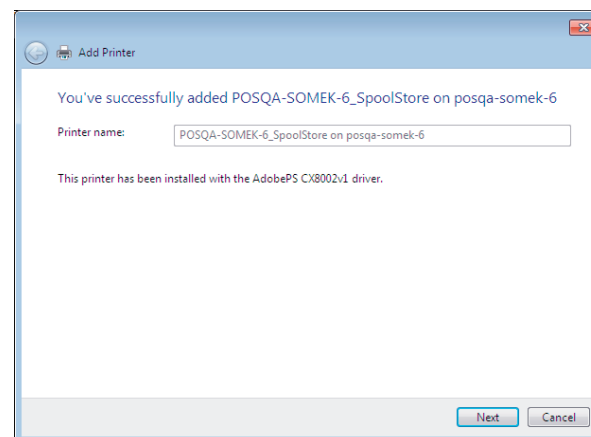 Add Printer
You've successfully added POSQA-SOMEK-6_SpoolStore on posqa-somek-6
Printer name: POSQA-SOMEK-6_SpoolStore on posqa-somek-6
This printer has been installed with the AdobePS CX8002v1 driver.
Next Cancel